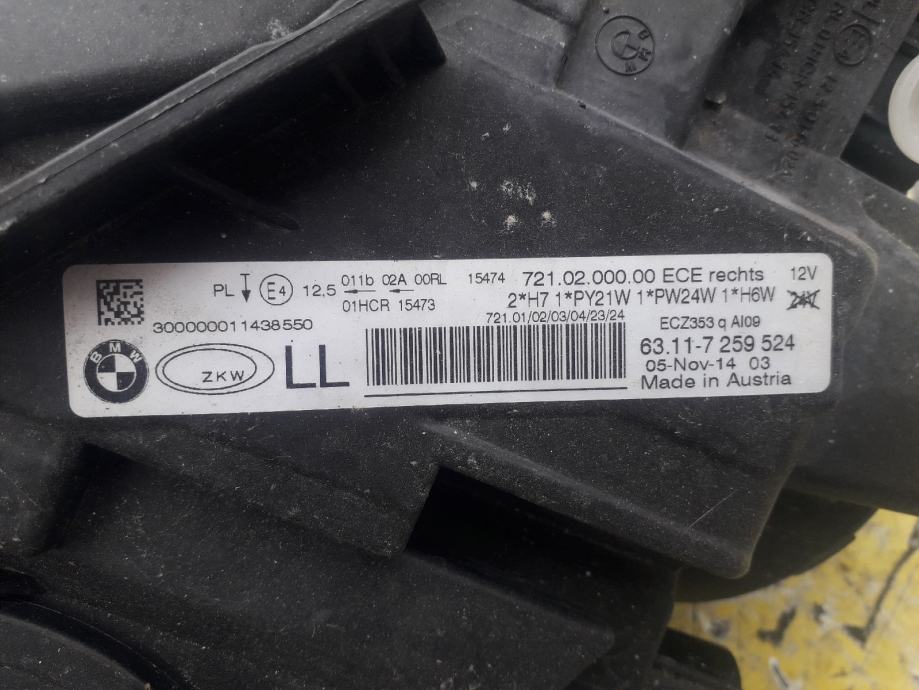 BMW
PL E4 12,5 011b 02A 00RL 15474
01HCR 15473
721.02.000.00 ECE rechts 12V
2*H7 1*PY21W 1*PW24W 1*H6W
300000011438550
721.01/02/03/04/23/24
ECZ353 q AI09
BMW ZKW LL
63.11-7 259 524
05-Nov-14 03
Made in Austria